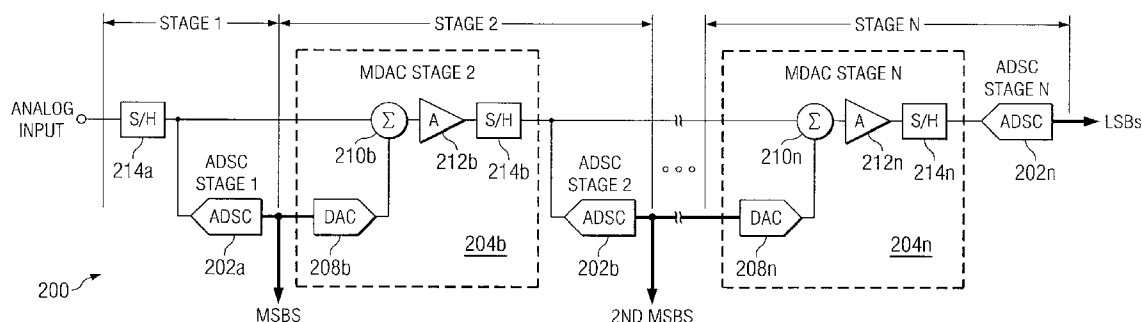 STAGE 1
STAGE 2
STAGE N
MDAC STAGE 2
MDAC STAGE N
ADSC
STAGE N
ANALOG
INPUT
S/H
Σ
A
S/H
Σ
A
S/H
ADSC
LSBs
214a
210b
212b
214b
210n
212n
214n
202n
ADSC
STAGE 1
ADSC
STAGE 2
ADSC
DAC
ADSC
DAC
204b
204n
202a
208b
202b
208n
200
MSBS
2ND MSBS